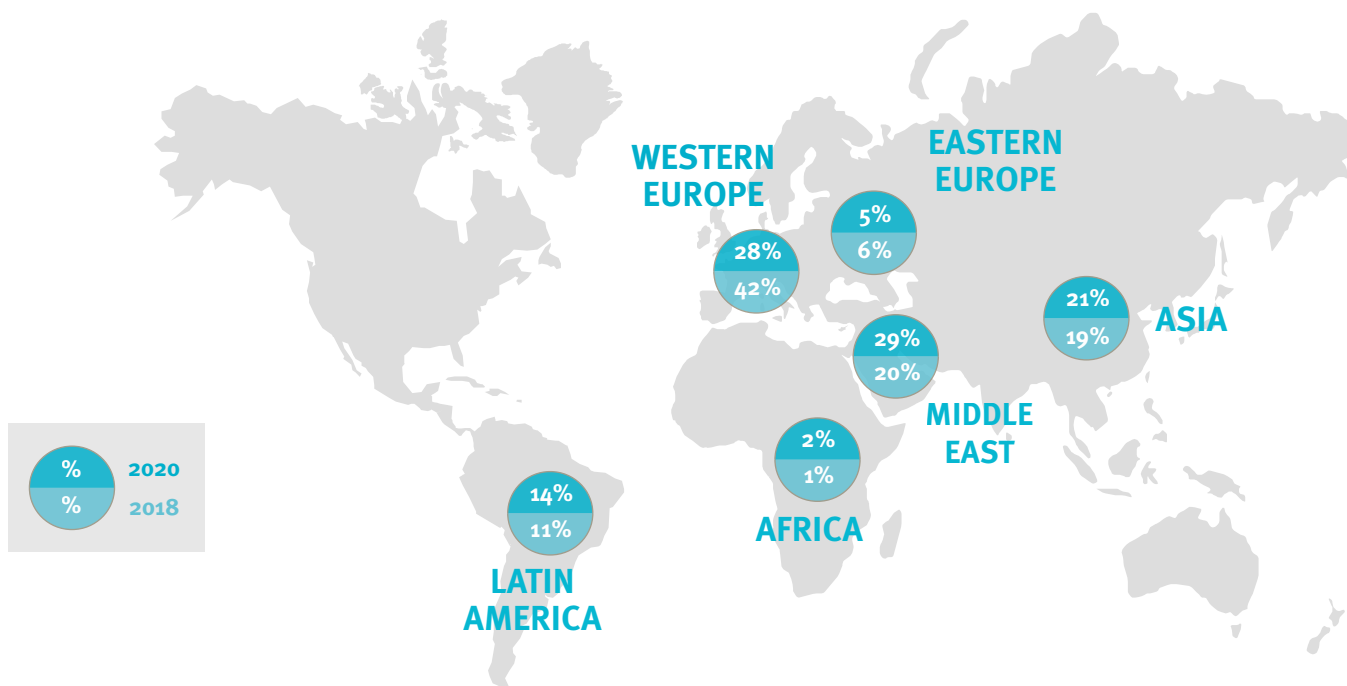 WESTERN
EUROPE
28%
42%
EASTERN
EUROPE
5%
6%
21%
19%
ASIA
29%
20%
MIDDLE
EAST
2%
1%
AFRICA
14%
11%
LATIN
AMERICA
% 2020
% 2018